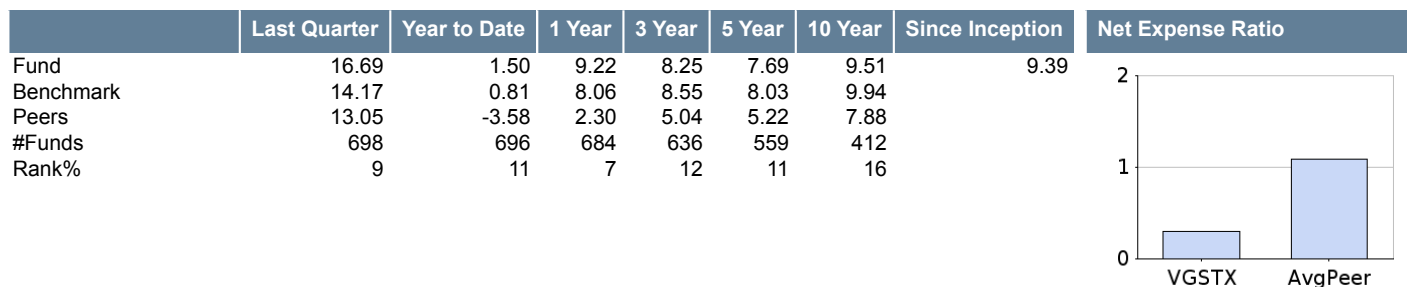 Last Quarter Year to Date 1 Year 3 Year 5 Year 10 Year Since Inception
Fund 16.69 1.50 9.22 8.25 7.69 9.51 9.39
Benchmark 14.17 0.81 8.06 8.55 8.03 9.94
Peers 13.05 -3.58 2.30 5.04 5.22 7.88
#Funds 698 696 684 636 559 412
Rank% 9 11 7 12 11 16
Net Expense Ratio
2
1
0
VGSTX AvgPeer